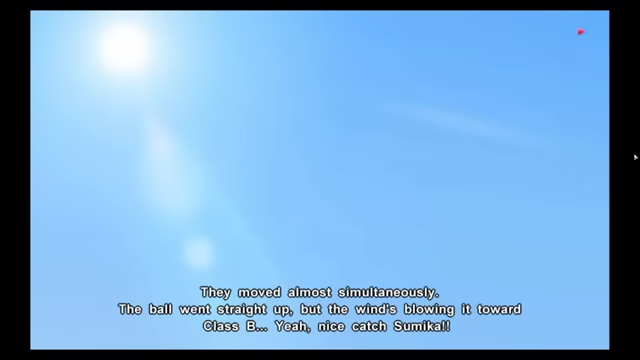 They moved almost simultaneously.
The ball went straight up, but the wind's blowing it toward
Class B... Yeah, nice catch Sumika!!